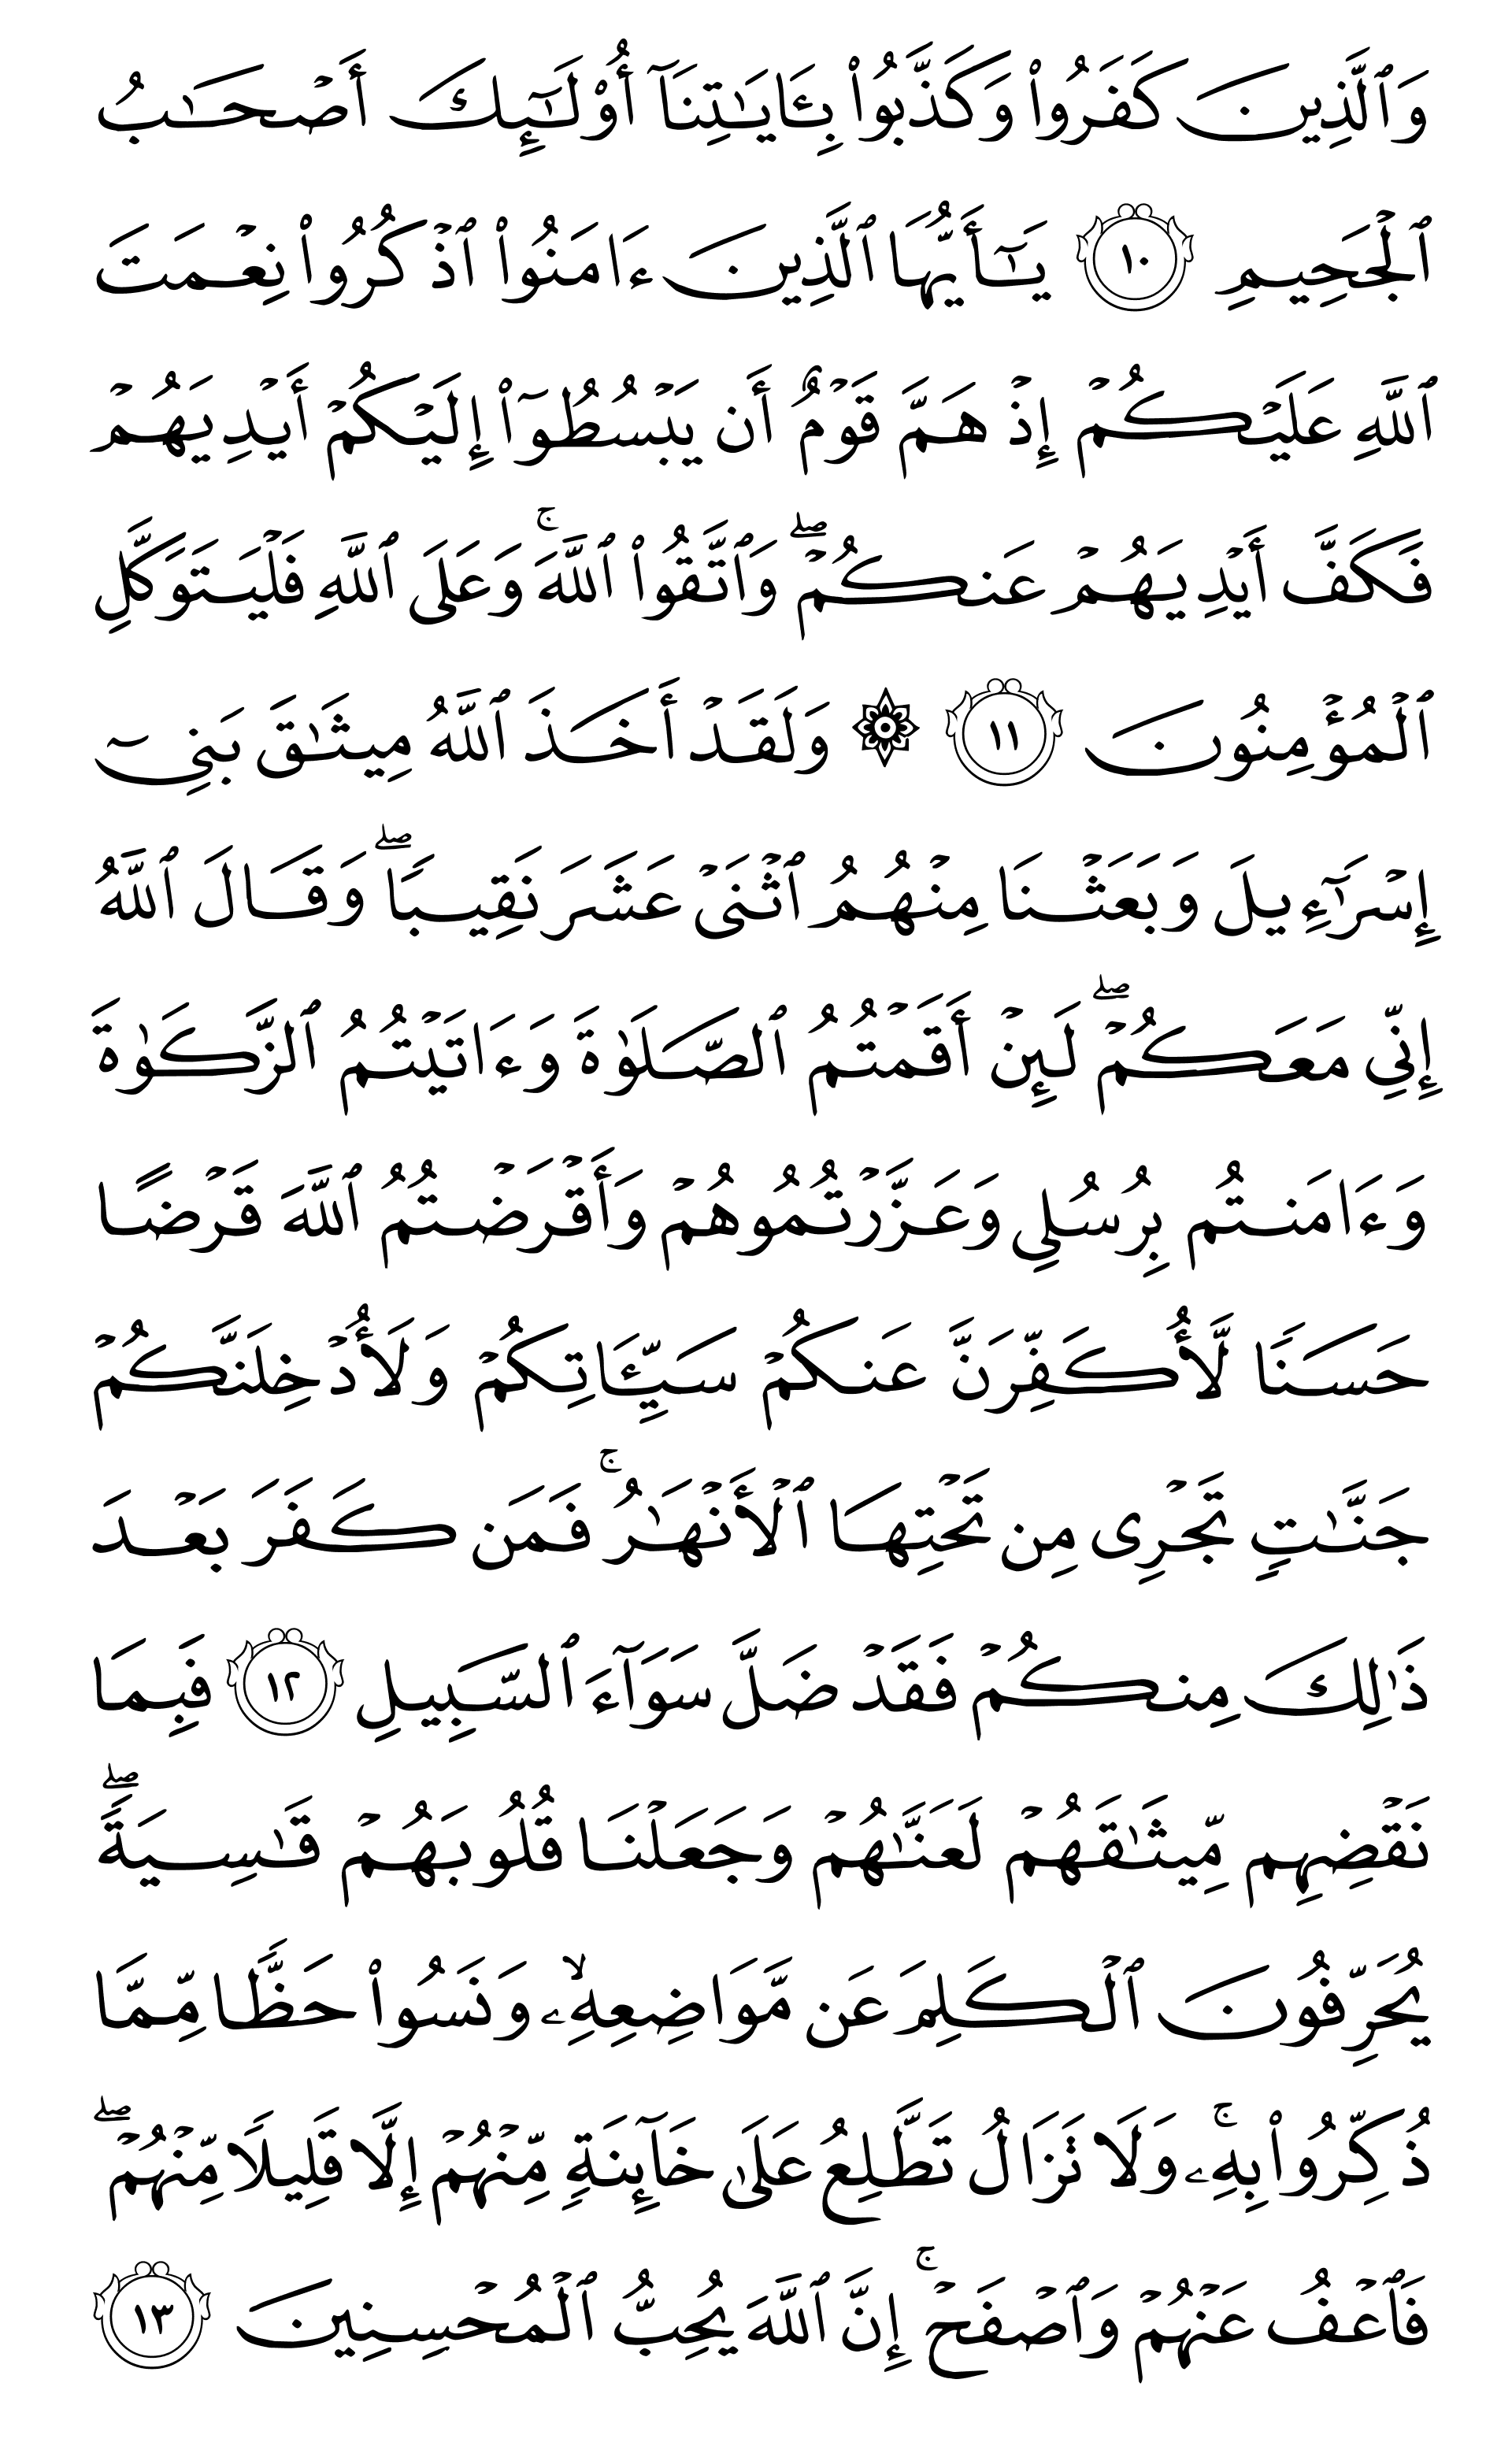 وَٱلَّذِينَ كَفَرُوا۟ وَكَذَّبُوا۟ بِـَٔايَـٰتِنَآ أُو۟لَـٰٓئِكَ أَصْحَـٰبُ
ٱلْجَحِيمِ ١٠ يَـٰٓأَيُّهَا ٱلَّذِينَ ءَامَنُوا۟ ٱذْكُرُوا۟ نِعْمَتَ
ٱللَّهِ عَلَيْكُمْ إِذْ هَمَّ قَوْمٌ أَن يَبْسُطُوٓا۟ إِلَيْكُمْ أَيْدِيَهُمْ
فَكَفَّ أَيْدِيَهُمْ عَنكُمْ ۖ وَٱتَّقُوا۟ ٱللَّهَ ۚ وَعَلَى ٱللَّهِ فَلْيَتَوَكَّلِ
ٱلْمُؤْمِنُونَ ١١ ۞ وَلَقَدْ أَخَذَ ٱللَّهُ مِيثَـٰقَ بَنِىٓ
إِسْرَٰٓءِيلَ وَبَعَثْنَا مِنْهُمُ ٱثْنَىْ عَشَرَ نَقِيبًا ۖ وَقَالَ ٱللَّهُ
إِنِّى مَعَكُمْ ۖ لَئِنْ أَقَمْتُمُ ٱلصَّلَوٰةَ وَءَاتَيْتُمُ ٱلزَّكَوٰةَ
وَءَامَنتُم بِرُسُلِى وَعَزَّرْتُمُوهُمْ وَأَقْرَضْتُمُ ٱللَّهَ قَرْضًا
حَسَنًا لَّأُكَفِّرَنَّ عَنكُمْ سَيِّـَٔاتِكُمْ وَلَأُدْخِلَنَّكُمْ
جَنَّـٰتٍ تَجْرِى مِن تَحْتِهَا ٱلْأَنْهَـٰرُ ۚ فَمَن كَفَرَ بَعْدَ
ذَٰلِكَ مِنكُمْ فَقَدْ ضَلَّ سَوَآءَ ٱلسَّبِيلِ ١٢ فَبِمَا
نَقْضِهِم مِّيثَـٰقَهُمْ لَعَنَّـٰهُمْ وَجَعَلْنَا قُلُوبَهُمْ قَـٰسِيَةً ۖ
يُحَرِّفُونَ ٱلْكَلِمَ عَن مَّوَاضِعِهِۦ ۙ وَنَسُوا۟ حَظًّا مِّمَّا
ذُكِّرُوا۟ بِهِۦ ۚ وَلَا تَزَالُ تَطَّلِعُ عَلَىٰ خَآئِنَةٍ مِّنْهُمْ إِلَّا قَلِيلًا مِّنْهُمْ ۖ
فَٱعْفُ عَنْهُمْ وَٱصْفَحْ ۚ إِنَّ ٱللَّهَ يُحِبُّ ٱلْمُحْسِنِينَ ١٣